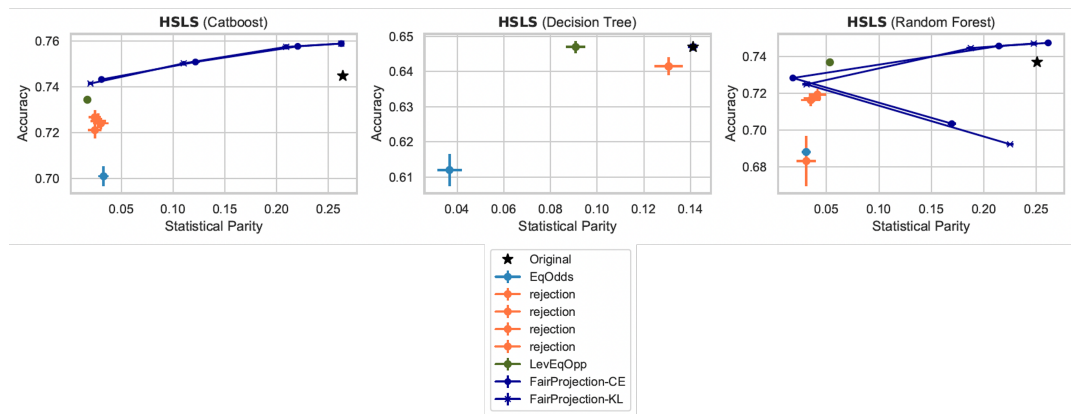 HSLS (Catboost)
0.76
0.74
0.72
0.70
Accuracy
0.05 0.10 0.15 0.20 0.25
Statistical Parity
HSLS (Decision Tree)
0.65
0.64
0.63
0.62
0.61
Accuracy
0.04 0.06 0.08 0.10 0.12 0.14
Statistical Parity
HSLS (Random Forest)
0.74
0.72
0.70
0.68
Accuracy
0.05 0.10 0.15 0.20 0.25
Statistical Parity
Original
EqOdds
rejection
rejection
rejection
rejection
LevEqOpp
FairProjection-CE
FairProjection-KL